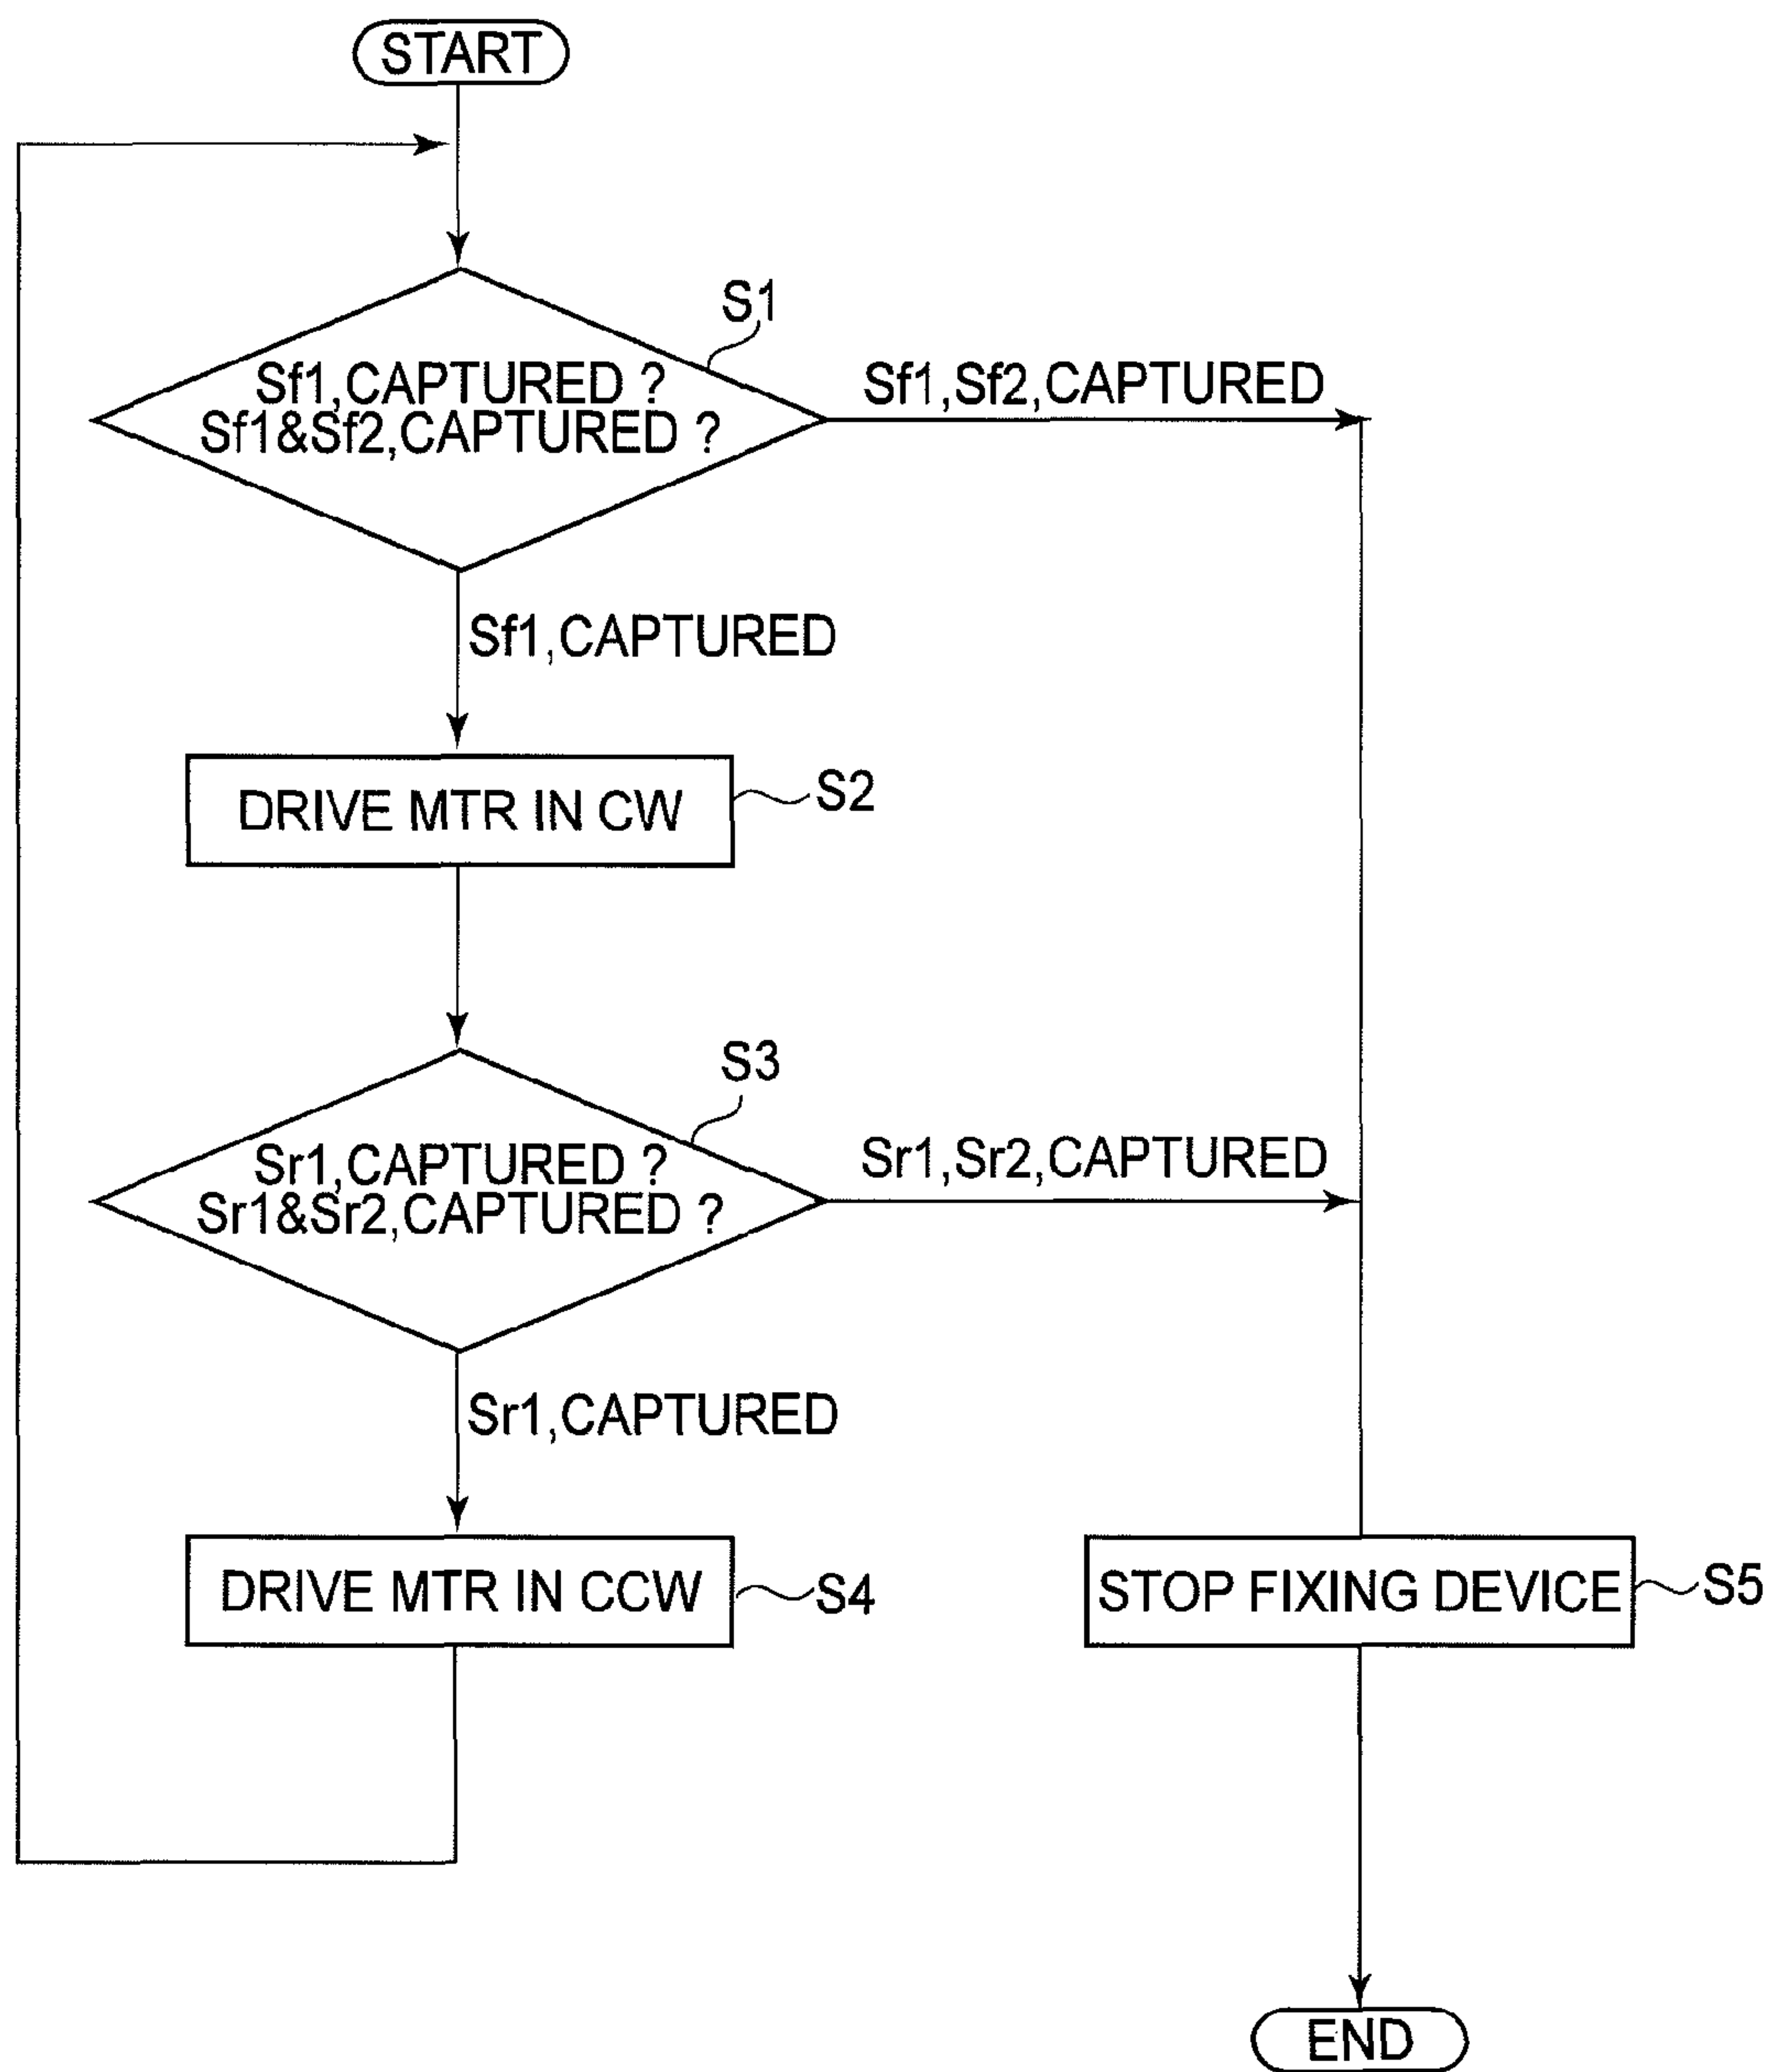 START
S1
Sf1,CAPTURED ?
Sf1&Sf2,CAPTURED ?
Sf1,Sf2,CAPTURED
Sf1,CAPTURED
DRIVE MTR IN CW
S2
S3
Sr1,CAPTURED ?
Sr1&Sr2,CAPTURED ?
Sr1,Sr2,CAPTURED
Sr1,CAPTURED
DRIVE MTR IN CCW
S4
STOP FIXING DEVICE
S5
END